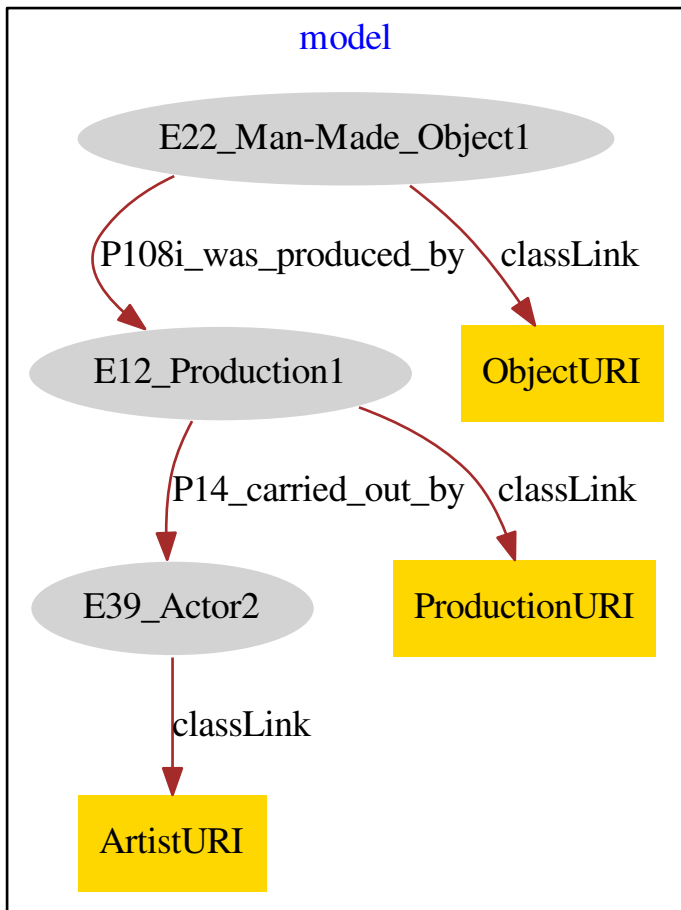 model
E22_Man-Made_Object1
P108i_was_produced_by
classLink
E12_Production1
ObjectURI
P14_carried_out_by
classLink
E39_Actor2
ProductionURI
classLink
ArtistURI